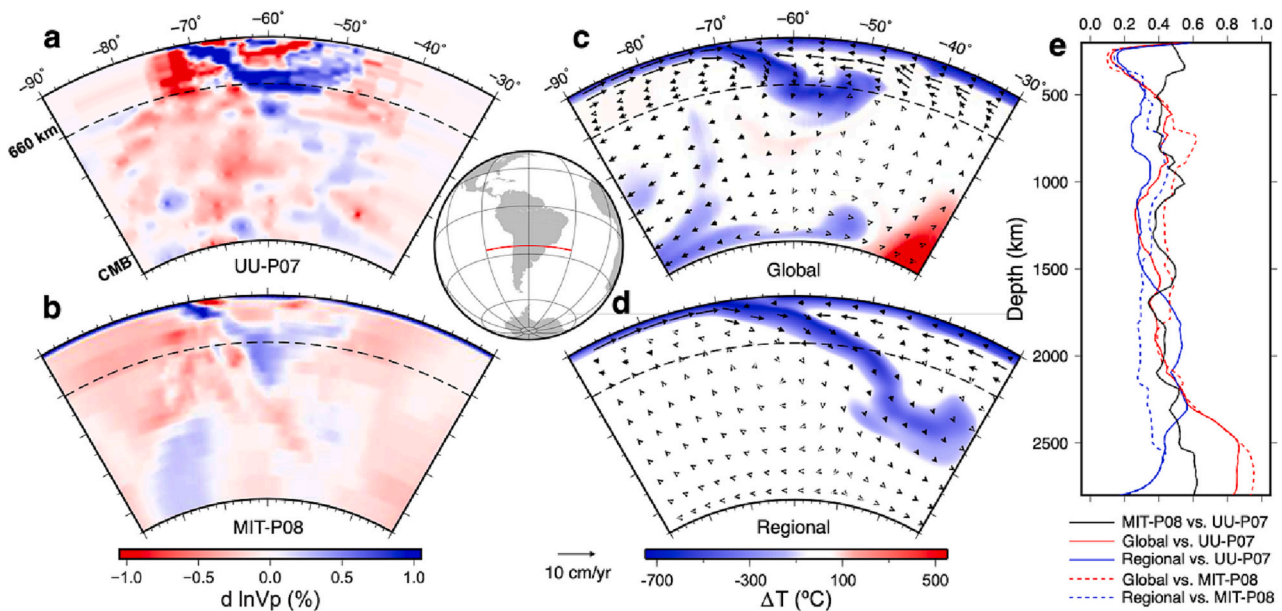 a
−90°
−80°
−70°
−60°
−50°
−40°
−30°
660 km
CMB
UU-P07
b
MIT-P08
−1.0
−0.5
0.0
0.5
1.0
d lnVp (%)
c
−90°
−80°
−70°
−60°
−50°
−40°
−30°
Global
d
Regional
10 cm/yr
−700
−300
100
500
ΔT (ºC)
e
0.0 0.2 0.4 0.6 0.8 1.0
500
1000
1500
2000
2500
Depth (km)
MIT-P08 vs. UU-P07
Global vs. UU-P07
Regional vs. UU-P07
Global vs. MIT-P08
Regional vs. MIT-P08